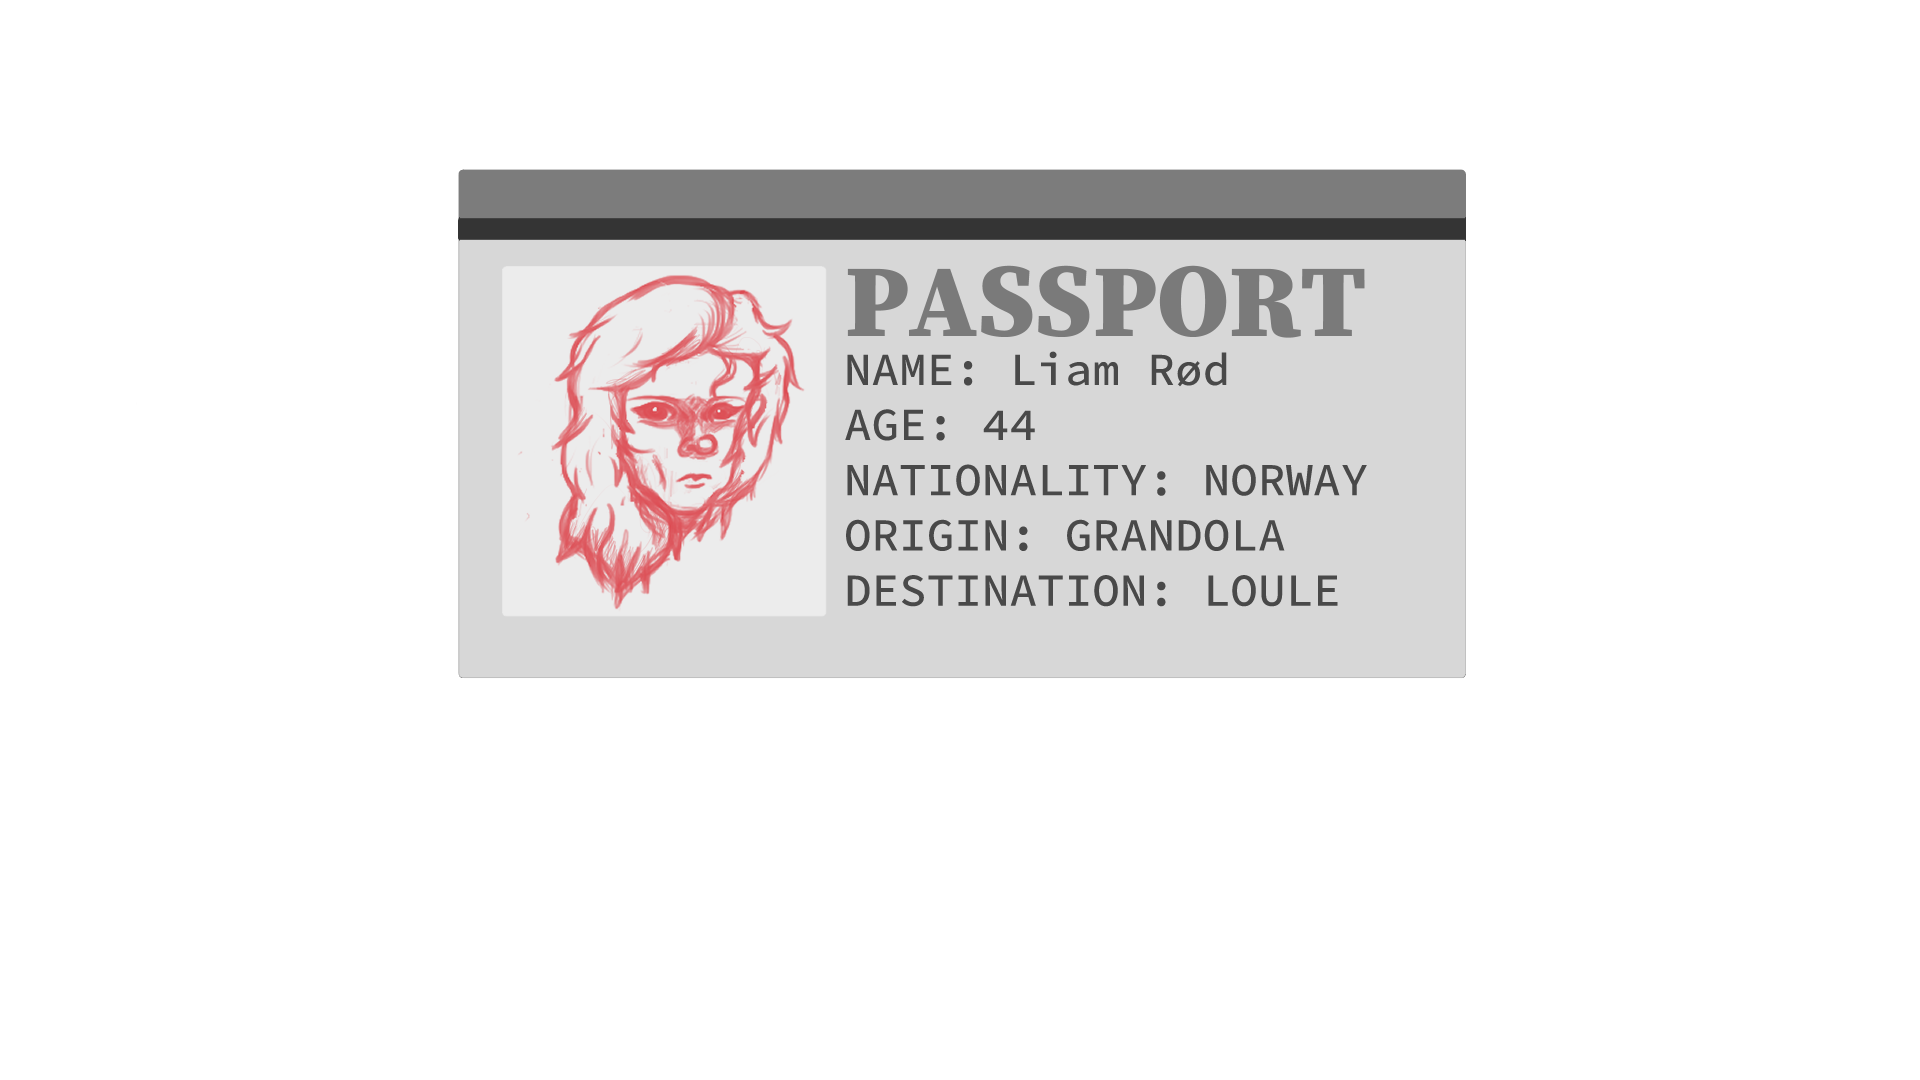 PASSPORT
NAME: Liam Rød
AGE: 44
NATIONALITY: NORWAY
ORIGIN: GRANDOLA
DESTINATION: LOULE